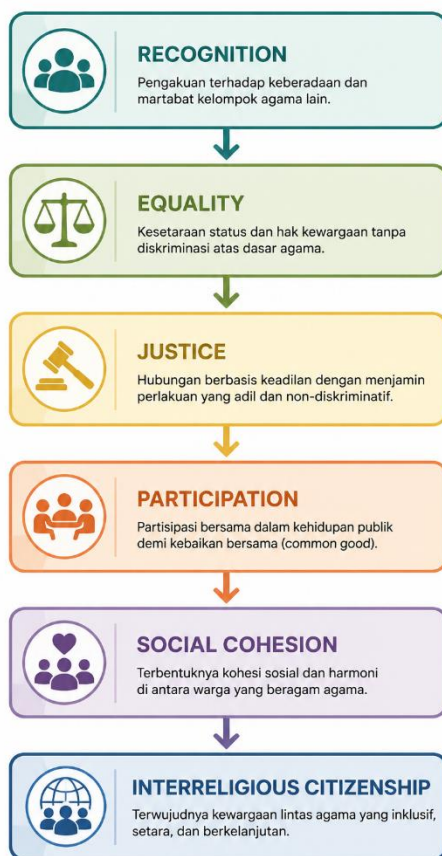 RECOGNITION
Pengakuan terhadap keberadaan dan
martabat kelompok agama lain.
EQUALITY
Kesetaraan status dan hak kewargaan tanpa
diskriminasi atas dasar agama.
JUSTICE
Hubungan berbasis keadilan dengan menjamin
perlakuan yang adil dan non-diskriminatif.
PARTICIPATION
Partisipasi bersama dalam kehidupan publik
demi kebaikan bersama (common good).
SOCIAL COHESION
Terbentuknya kohesi sosial dan harmoni
di antara warga yang beragam agama.
INTERRELIGIOUS CITIZENSHIP
Terwujudnya kewargaan lintas agama yang inklusif,
setara, dan berkelanjutan.